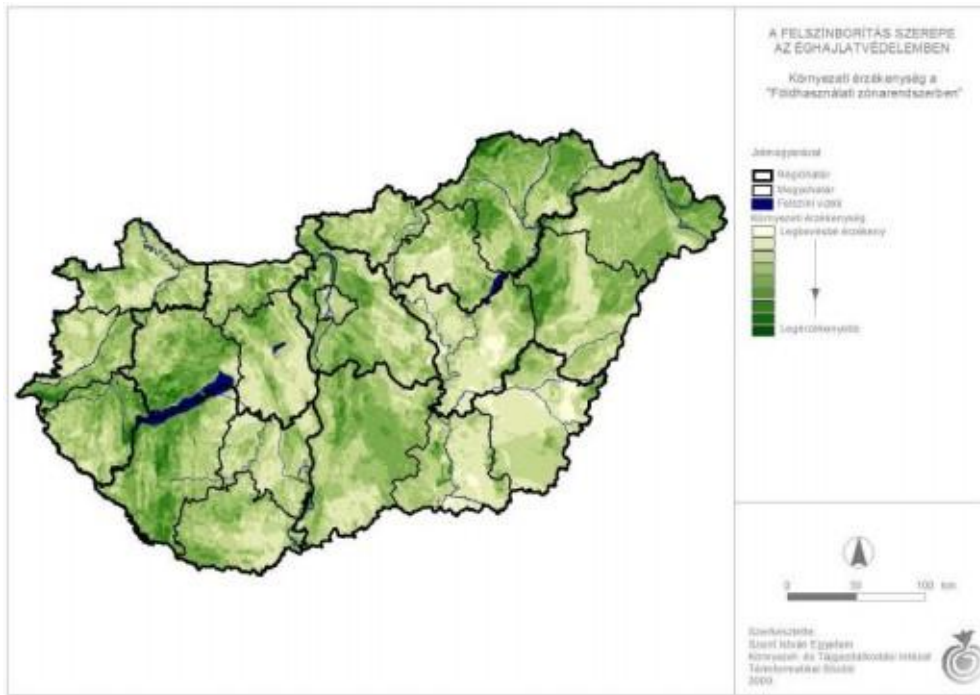 A FELSZÍNBORÍTÁS SZEREPE
AZ ÉGHAJLATVÉDELEMBEN
Környezeti érzékenység a
"Földhasználati zónarendszerben"
Jelmagyarázat
Régióhatár
Megyehatár
Felszíni vizek
Környezeti érzékenység
Legkevésbé érzékeny
Legérzékenyebb
0 50 100 km
Szerkesztette:
Szent István Egyetem
Környezet- és Tájgazdálkodási Intézet
Térinformatikai Stúdió